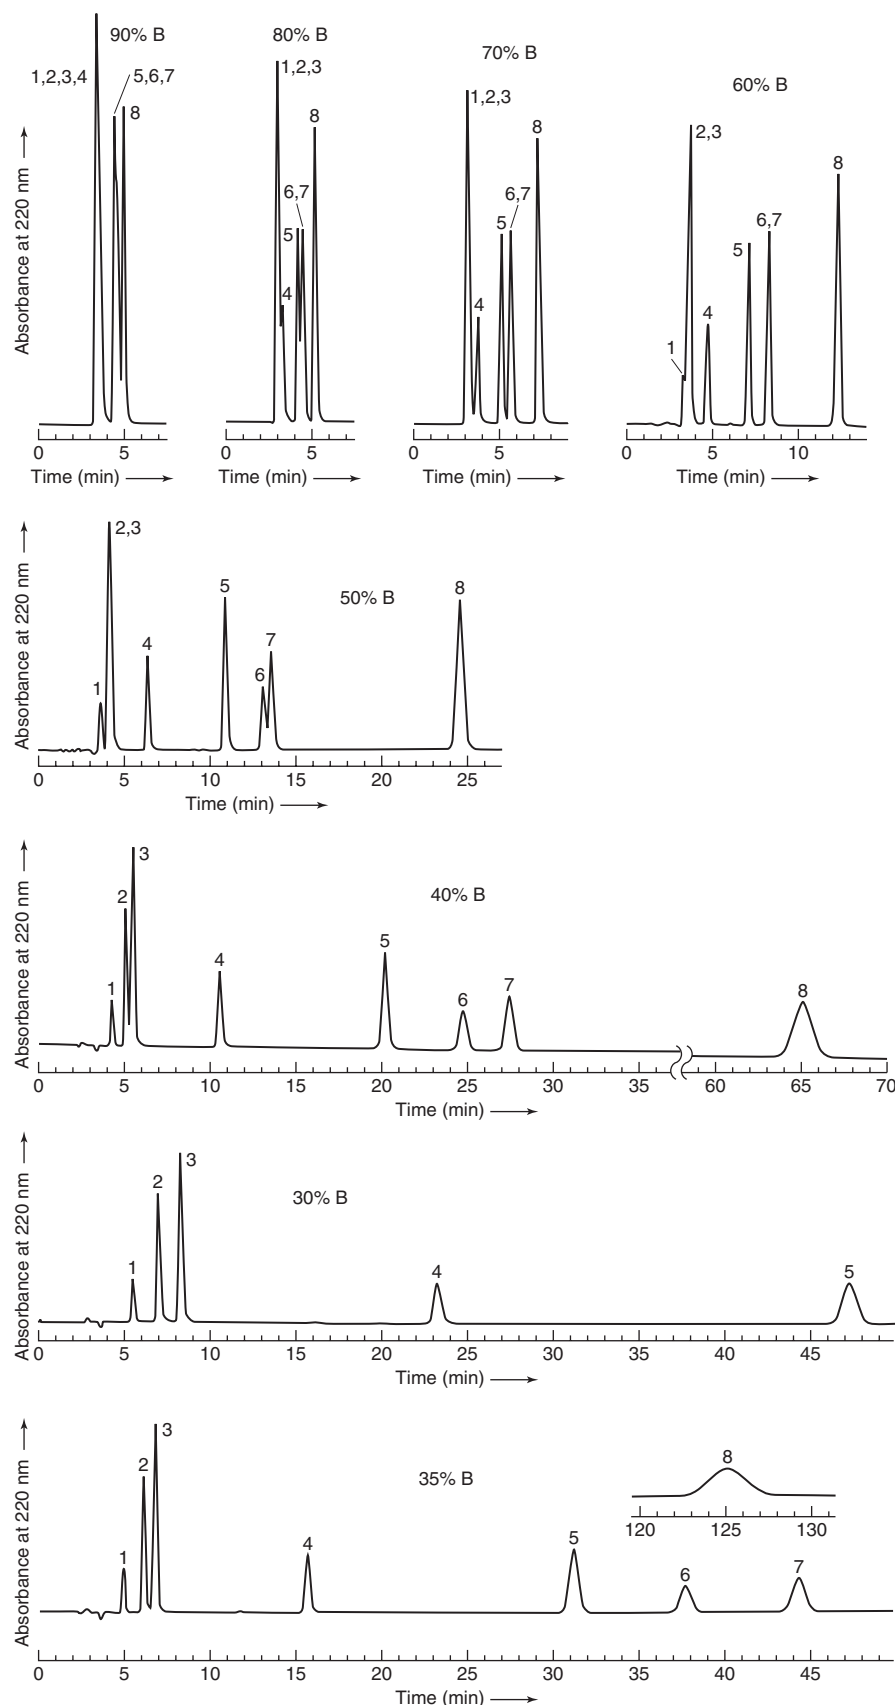 90% B
1,2,3,4
5,6,7
8
Absorbance at 220 nm
0 5
Time (min)
80% B
1,2,3
4
5
6,7
8
0 5
Time (min)
70% B
1,2,3
4
5
6,7
8
0 5
Time (min)
60% B
1
2,3
4
5
6,7
8
0 5 10
Time (min)
Absorbance at 220 nm
50% B
1
2,3
4
5
6
7
8
0 5 10 15 20 25
Time (min)
Absorbance at 220 nm
40% B
1
2
3
4
5
6
7
8
0 5 10 15 20 25 30 35 60 65 70
Time (min)
Absorbance at 220 nm
30% B
1
2
3
4
5
0 5 10 15 20 25 30 35 40 45
Time (min)
Absorbance at 220 nm
35% B
1
2
3
4
5
6
7
8
120 125 130
0 5 10 15 20 25 30 35 40 45
Time (min)